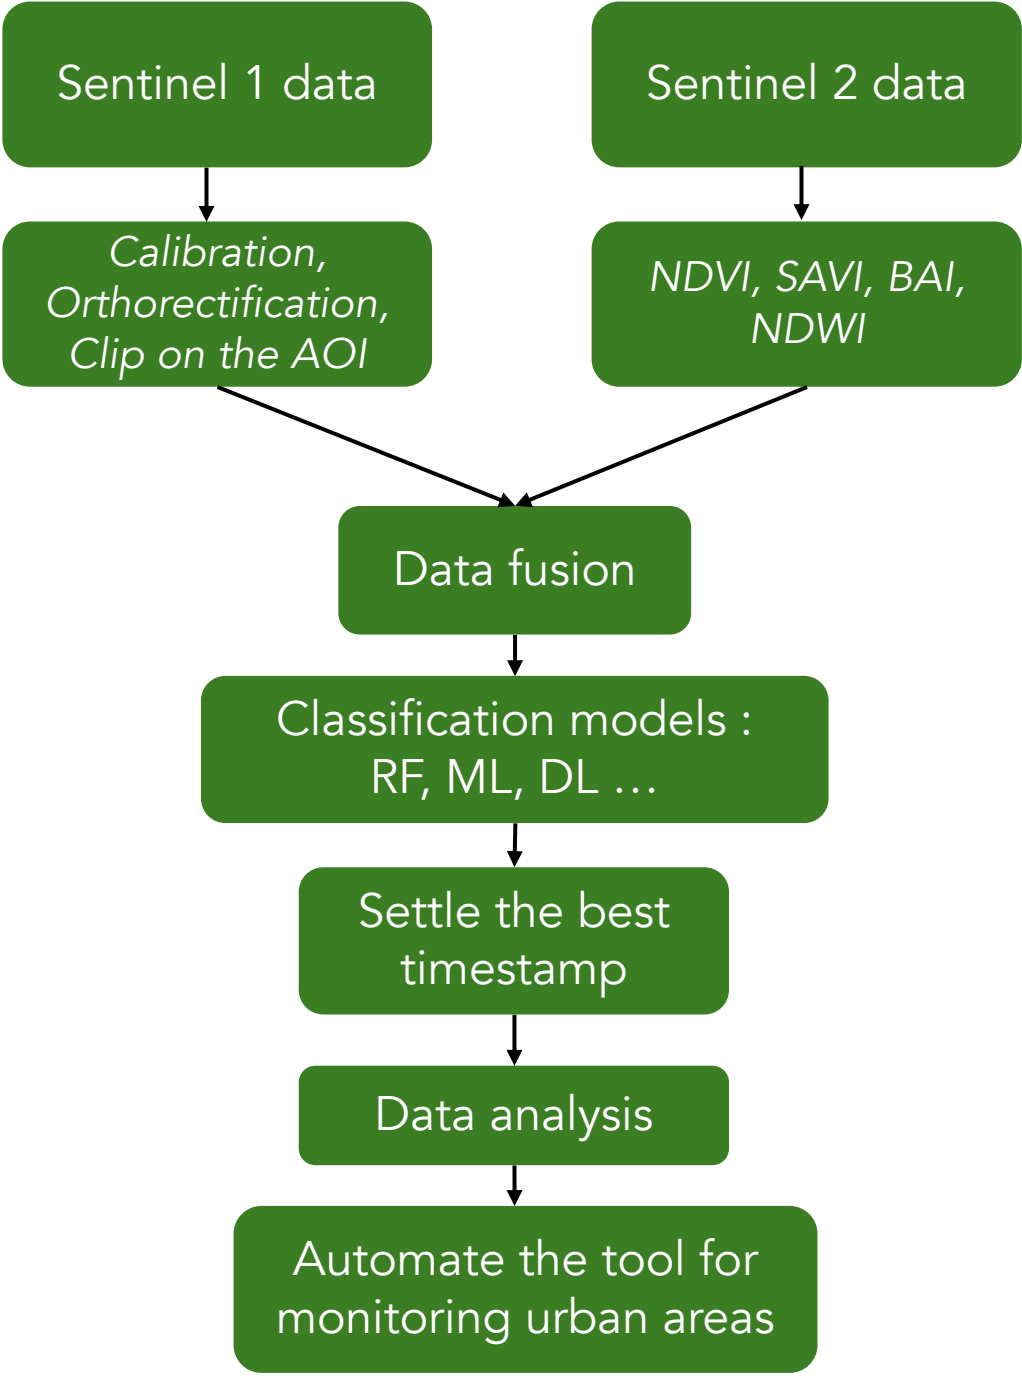 Sentinel 1 data
Sentinel 2 data
Calibration,
Orthorectification,
Clip on the AOI
NDVI, SAVI, BAI,
NDWI
Data fusion
Classification models :
RF, ML, DL …
Settle the best
timestamp
Data analysis
Automate the tool for
monitoring urban areas